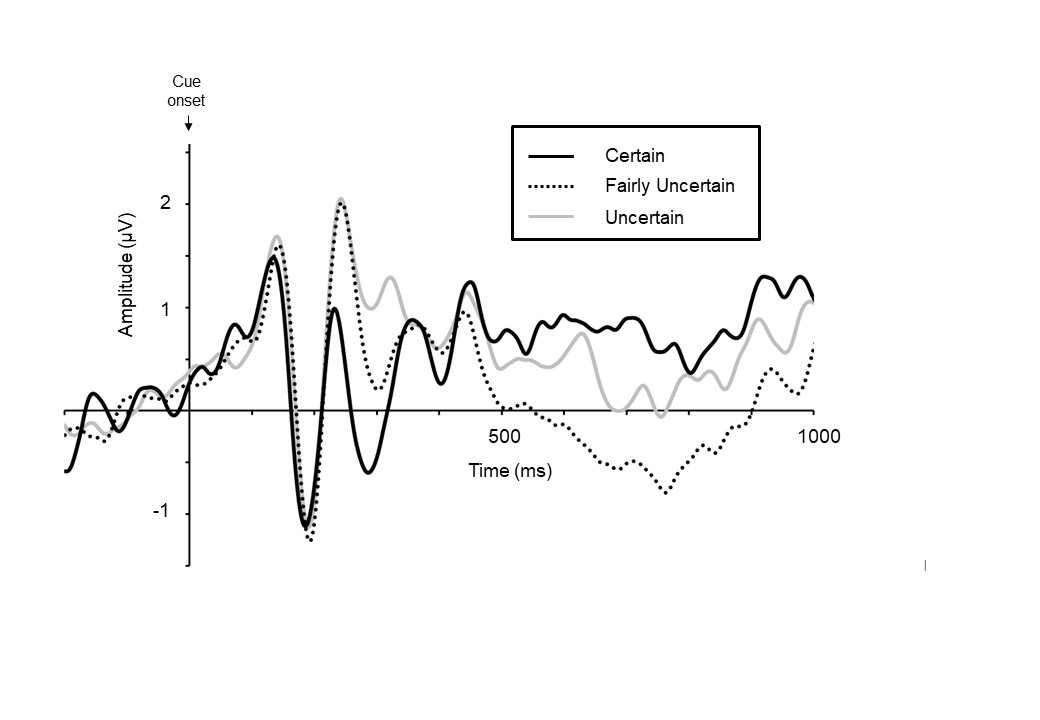 Cue
onset
Certain
Fairly Uncertain
Uncertain
2
1
-1
Amplitude (μV)
500
1000
Time (ms)